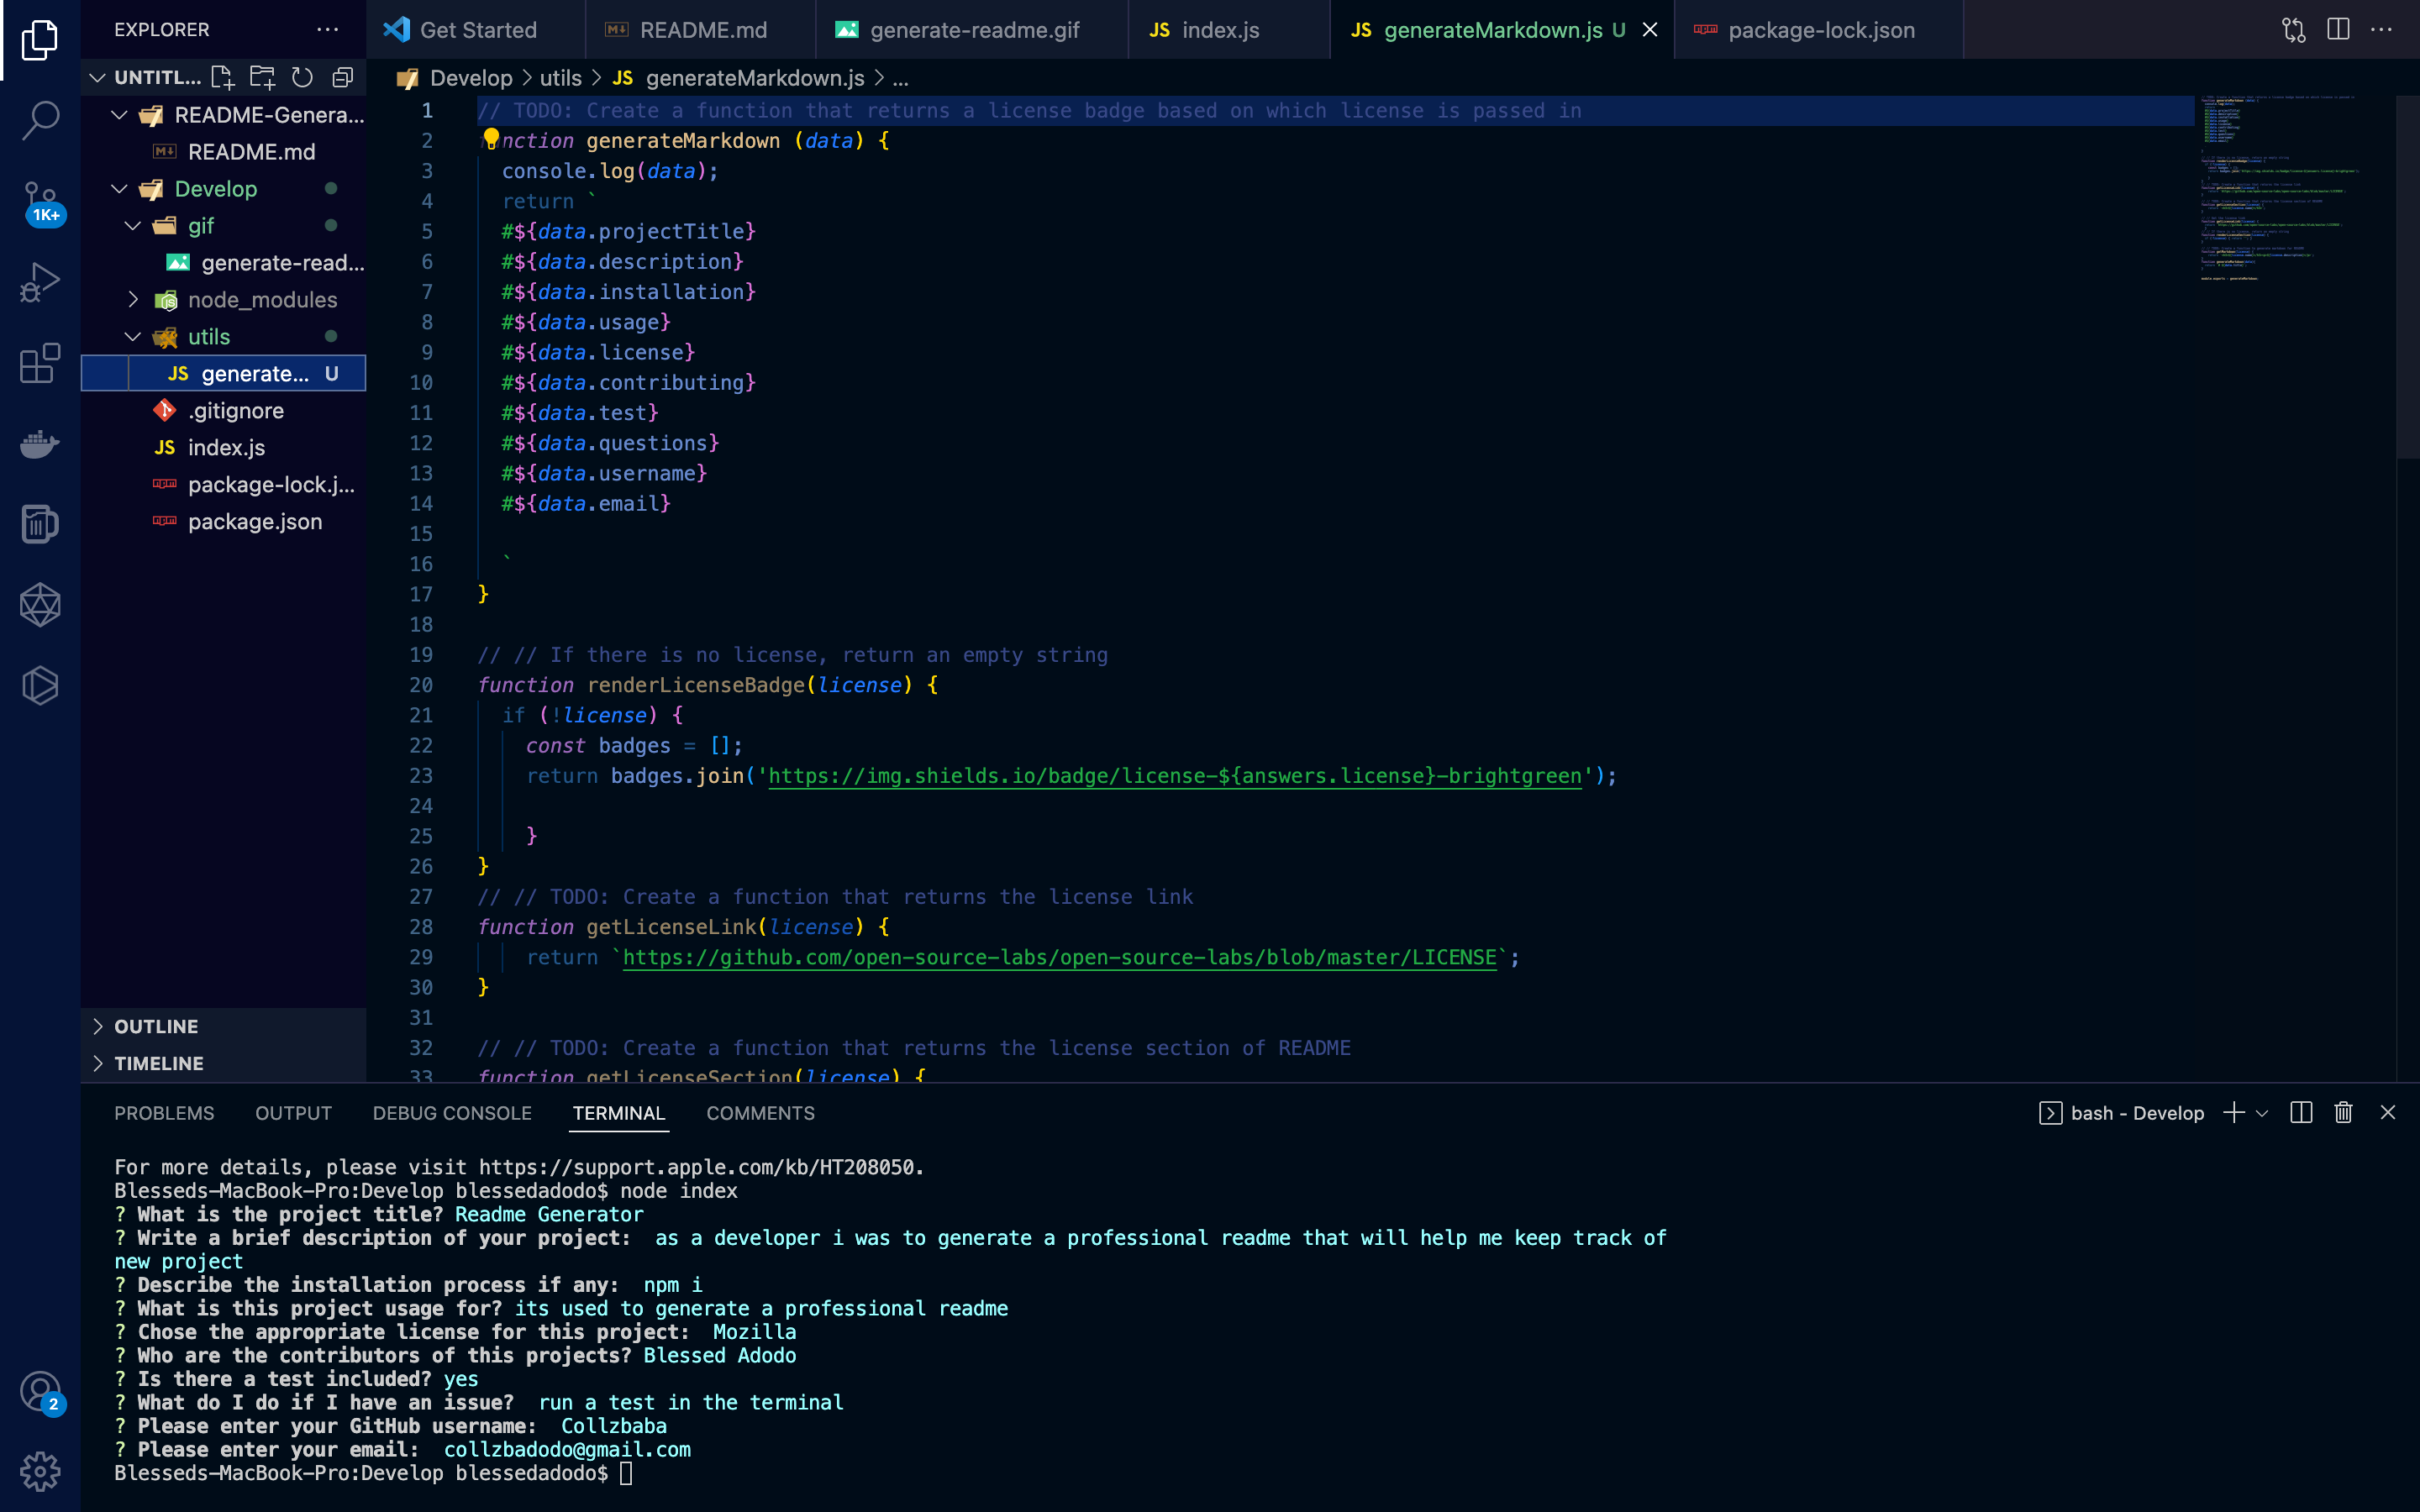 EXPLORER
Get Started
README.md
generate-readme.gif
JS index.js
JS generateMarkdown.js U
package-lock.json
UNTITL...
Develop > utils > JS generateMarkdown.js > ...
README-Genera...
README.md
Develop
gif
generate-read...
node_modules
utils
JS generate... U
.gitignore
JS index.js
package-lock.j...
package.json
OUTLINE
TIMELINE
1K+
2
1 // TODO: Create a function that returns a license badge based on which license is passed in
2 nction generateMarkdown (data) {
3 console.log(data);
4 return `
5 #${data.projectTitle}
6 #${data.description}
7 #${data.installation}
8 #${data.usage}
9 #${data.license}
10 #${data.contributing}
11 #${data.test}
12 #${data.questions}
13 #${data.username}
14 #${data.email}
15
16 `
17 }
18
19 // // If there is no license, return an empty string
20 function renderLicenseBadge(license) {
21 if (!license) {
22 const badges = [];
23 return badges.join('https://img.shields.io/badge/license-${answers.license}-brightgreen');
24
25 }
26 }
27 // // TODO: Create a function that returns the license link
28 function getLicenseLink(license) {
29 return `https://github.com/open-source-labs/open-source-labs/blob/master/LICENSE`;
30 }
31
32 // // TODO: Create a function that returns the license section of README
33 function getLicenseSection(license) {
PROBLEMS OUTPUT DEBUG CONSOLE TERMINAL COMMENTS
bash - Develop
For more details, please visit https://support.apple.com/kb/HT208050.
Blesseds-MacBook-Pro:Develop blessedadodo$ node index
? What is the project title? Readme Generator
? Write a brief description of your project:  as a developer i was to generate a professional readme that will help me keep track of
new project
? Describe the installation process if any:  npm i
? What is this project usage for? its used to generate a professional readme
? Chose the appropriate license for this project:  Mozilla
? Who are the contributors of this projects? Blessed Adodo
? Is there a test included? yes
? What do I do if I have an issue?  run a test in the terminal
? Please enter your GitHub username:  Collzbaba
? Please enter your email:  collzbadodo@gmail.com
Blesseds-MacBook-Pro:Develop blessedadodo$